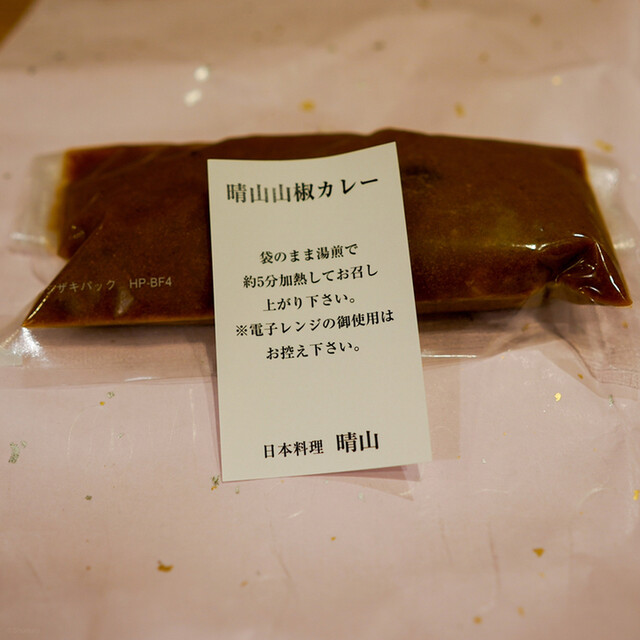 晴山山椒カレー
袋のまま湯煎で
約5分加熱してお召し
上がり下さい。
※電子レンジの御使用は
お控え下さい。
日本料理 晴山
シザキパック HP-BF4